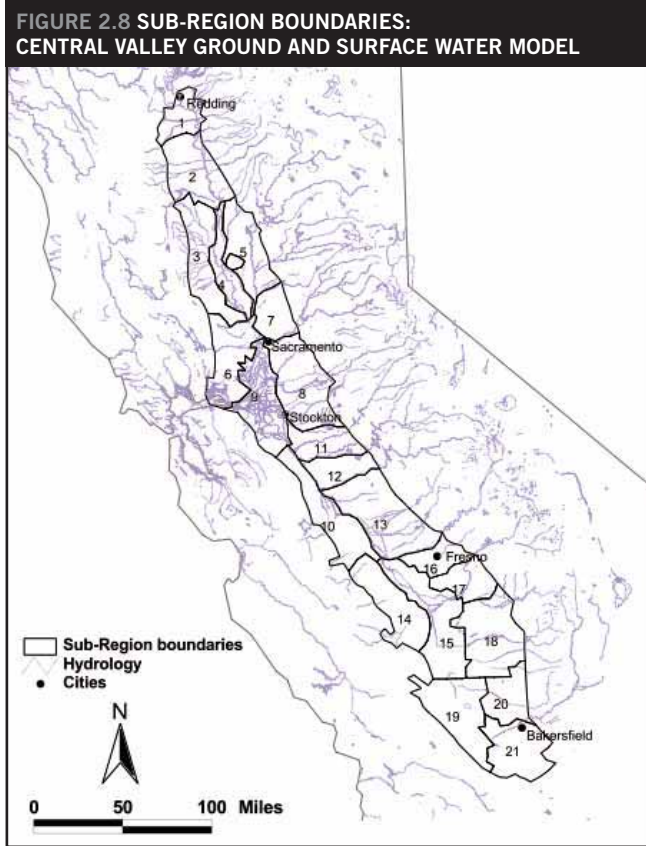 FIGURE 2.8 SUB-REGION BOUNDARIES:
CENTRAL VALLEY GROUND AND SURFACE WATER MODEL
Redding
1
2
3
5
4
7
Sacramento
6
9
8
Stockton
11
12
10
13
Fresno
16
17
14
15
18
19
20
Bakersfield
21
Sub-Region boundaries
Hydrology
Cities
N
0 50 100 Miles